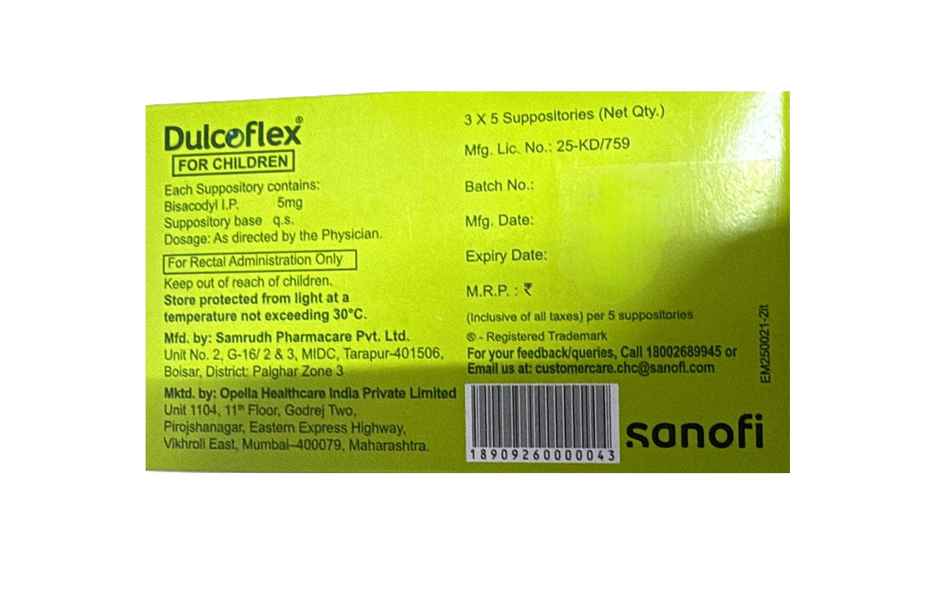 Dulcoflex®
FOR CHILDREN
Each Suppository contains:
Bisacodyl I.P. 5mg
Suppository base q.s.
Dosage: As directed by the Physician.
For Rectal Administration Only
Keep out of reach of children.
Store protected from light at a
temperature not exceeding 30°C.
Mfd. by: Samrudh Pharmacare Pvt. Ltd.
Unit No. 2, G-16/ 2 & 3, MIDC, Tarapur-401506,
Boisar, District: Palghar Zone 3
Mktd. by: Opella Healthcare India Private Limited
Unit 1104, 11th Floor, Godrej Two,
Pirojshanagar, Eastern Express Highway,
Vikhroli East, Mumbai–400079, Maharashtra.
3 X 5 Suppositories (Net Qty.)
Mfg. Lic. No.: 25-KD/759
Batch No.:
Mfg. Date:
Expiry Date:
M.R.P. : ₹
(Inclusive of all taxes) per 5 suppositories
® - Registered Trademark
For your feedback/queries, Call 18002689945 or
Email us at: customercare.chc@sanofi.com
18909260000043
sanofi
EM250021-2lt